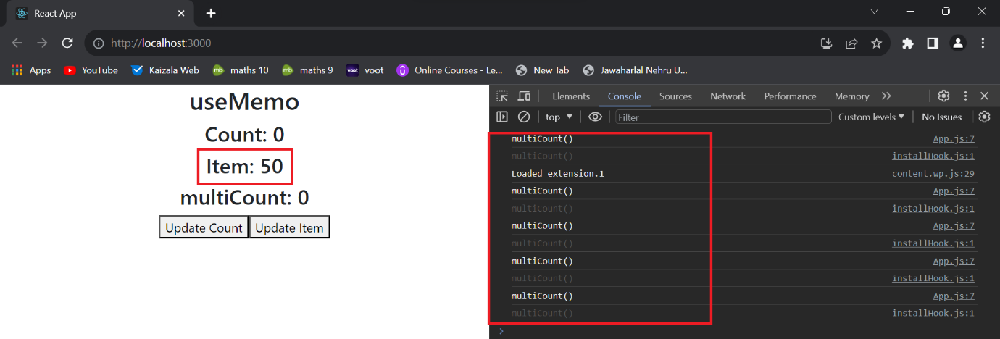 React App
http://localhost:3000
Apps YouTube Kaizala Web maths 10 maths 9 voot Online Courses - Le... New Tab Jawaharlal Nehru U...
useMemo
Count: 0
Item: 50
multiCount: 0
Update Count Update Item
Elements Console Sources Network Performance Memory
top Filter Custom levels No Issues
multiCount() App.js:7
multiCount() installHook.js:1
Loaded extension.1 content.wp.js:29
multiCount() App.js:7
multiCount() installHook.js:1
multiCount() App.js:7
multiCount() installHook.js:1
multiCount() App.js:7
multiCount() installHook.js:1
multiCount() App.js:7
multiCount() installHook.js:1